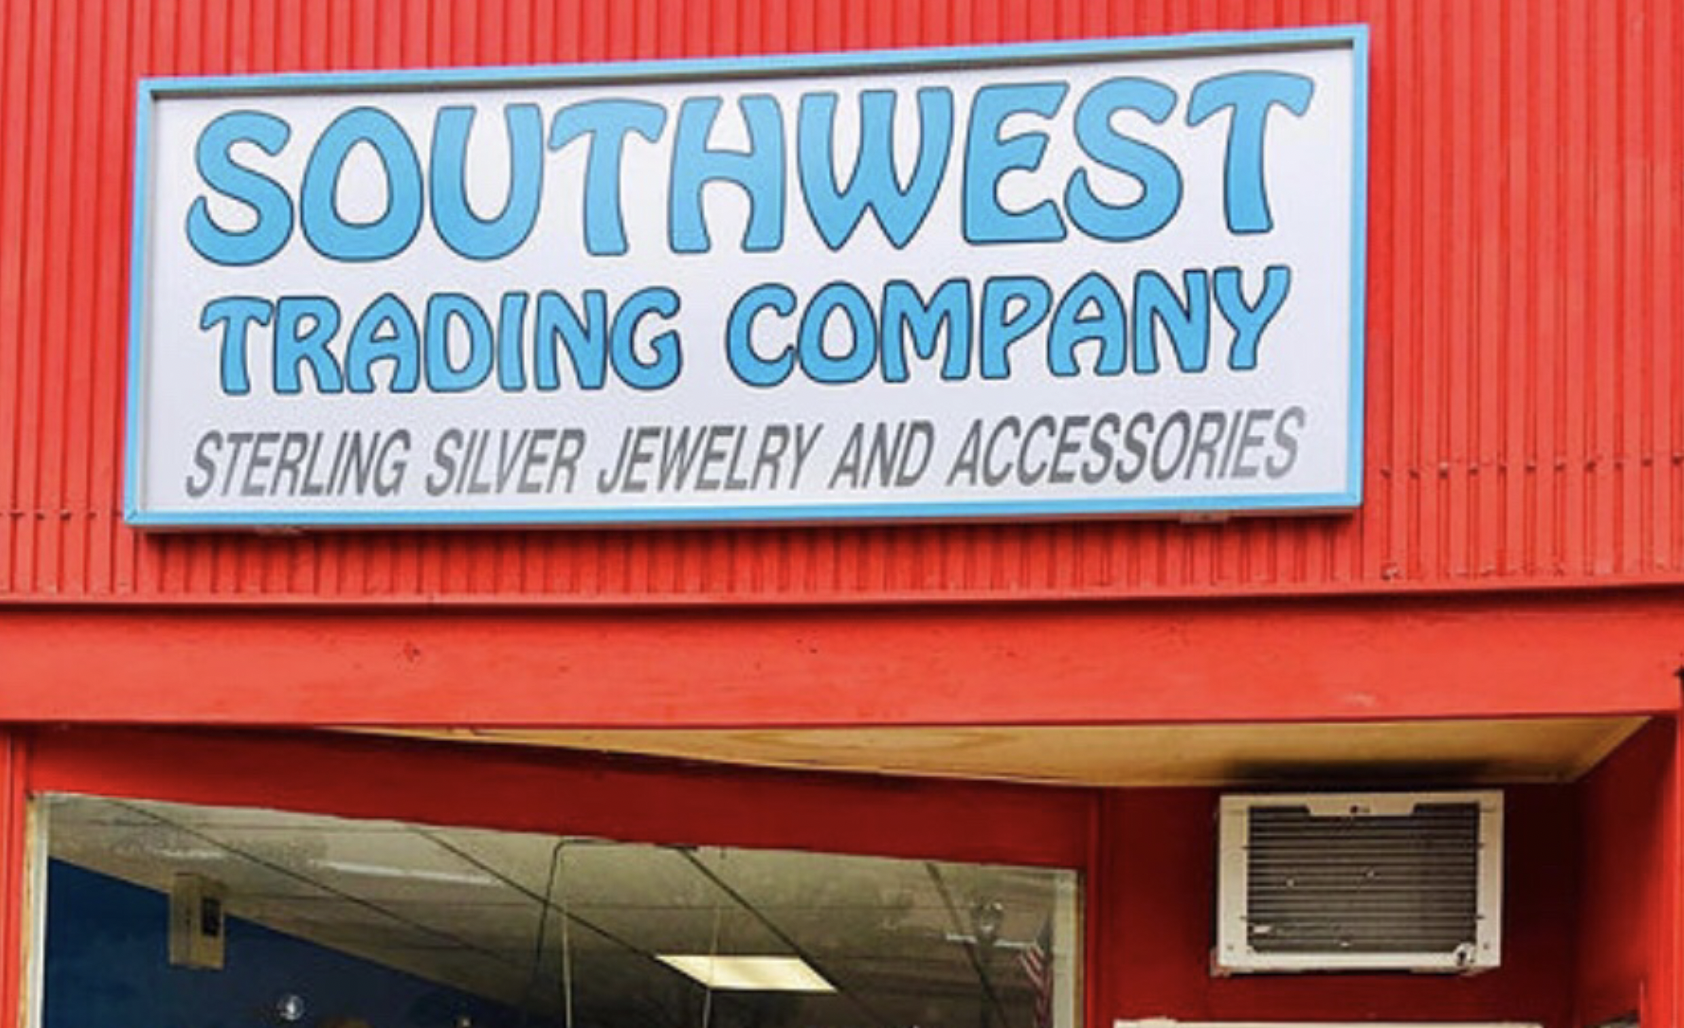 SOUTHWEST
TRADING COMPANY
STERLING SILVER JEWELRY AND ACCESSORIES